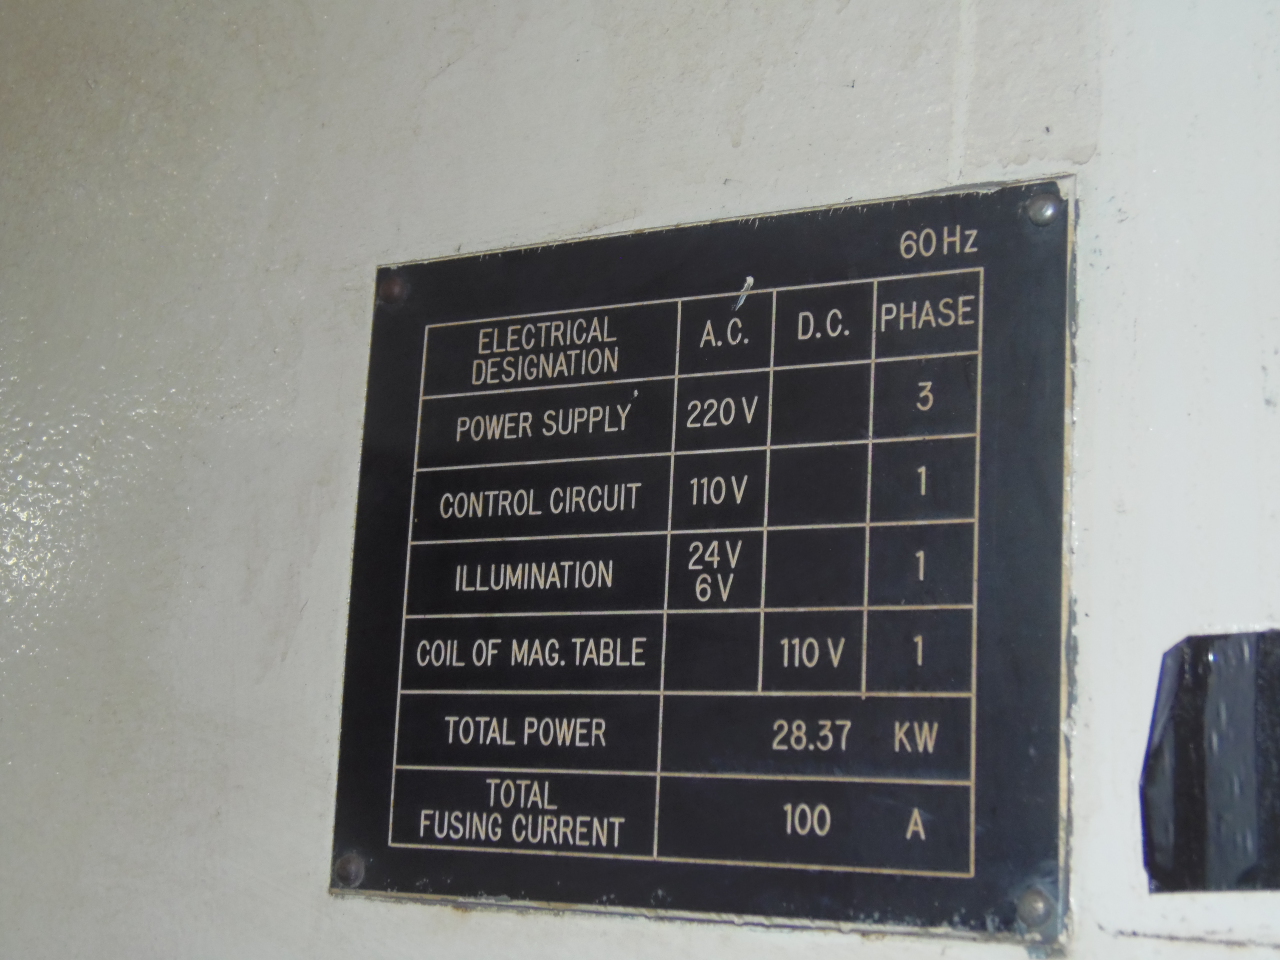 60Hz
ELECTRICAL DESIGNATION A.C. D.C. PHASE
POWER SUPPLY 220V 3
CONTROL CIRCUIT 110V 1
ILLUMINATION 24V 6V 1
COIL OF MAG. TABLE 110V 1
TOTAL POWER 28.37 KW
TOTAL FUSING CURRENT 100 A